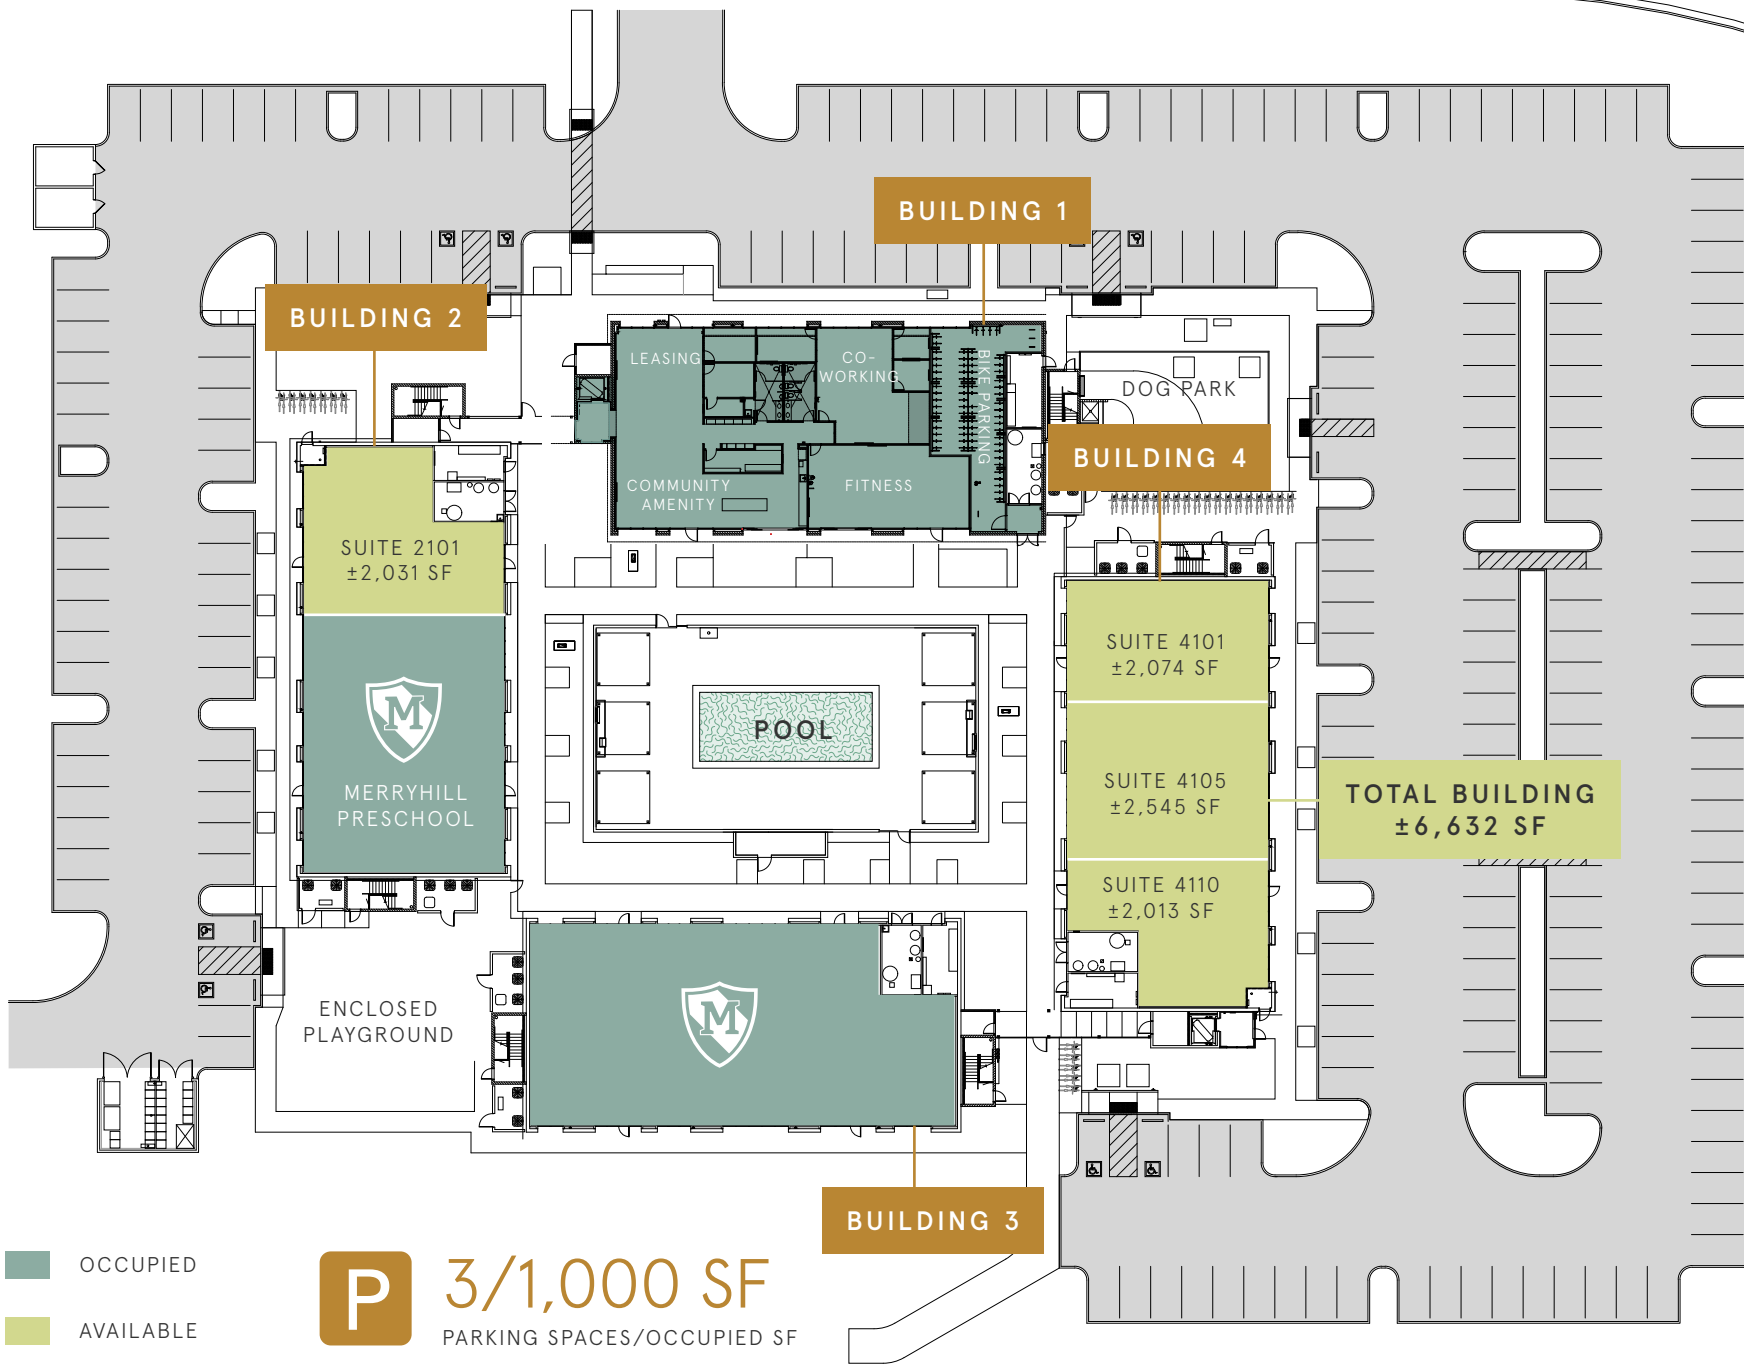 BUILDING 1
BUILDING 2
LEASING
CO-
WORKING
BIKE PARKING
DOG PARK
COMMUNITY
AMENITY
FITNESS
BUILDING 4
SUITE 2101
±2,031 SF
SUITE 4101
±2,074 SF
M
MERRYHILL
PRESCHOOL
POOL
SUITE 4105
±2,545 SF
TOTAL BUILDING
±6,632 SF
SUITE 4110
±2,013 SF
ENCLOSED
PLAYGROUND
M
BUILDING 3
OCCUPIED
AVAILABLE
P
3/1,000 SF
PARKING SPACES/OCCUPIED SF